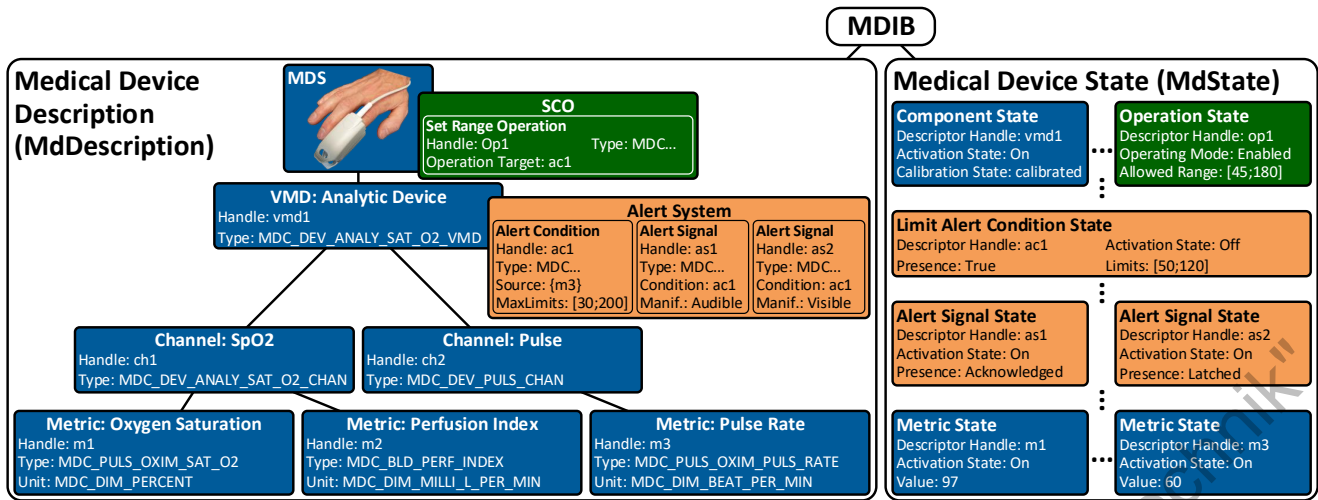 MDIB
Medical Device
Description
(MdDescription)
MDS
SCO
Set Range Operation
Handle: Op1 Type: MDC...
Operation Target: ac1
VMD: Analytic Device
Handle: vmd1
Type: MDC_DEV_ANALY_SAT_O2_VMD
Alert System
Alert Condition
Handle: ac1
Type: MDC...
Source: {m3}
MaxLimits: [30;200]
Alert Signal
Handle: as1
Type: MDC...
Condition: ac1
Manif.: Audible
Alert Signal
Handle: as2
Type: MDC...
Condition: ac1
Manif.: Visible
Channel: SpO2
Handle: ch1
Type: MDC_DEV_ANALY_SAT_O2_CHAN
Channel: Pulse
Handle: ch2
Type: MDC_DEV_PULS_CHAN
Metric: Oxygen Saturation
Handle: m1
Type: MDC_PULS_OXIM_SAT_O2
Unit: MDC_DIM_PERCENT
Metric: Perfusion Index
Handle: m2
Type: MDC_BLD_PERF_INDEX
Unit: MDC_DIM_MILLI_L_PER_MIN
Metric: Pulse Rate
Handle: m3
Type: MDC_PULS_OXIM_PULS_RATE
Unit: MDC_DIM_BEAT_PER_MIN
Medical Device State (MdState)
Component State
Descriptor Handle: vmd1
Activation State: On
Calibration State: calibrated
...
Operation State
Descriptor Handle: op1
Operating Mode: Enabled
Allowed Range: [45;180]
Limit Alert Condition State
Descriptor Handle: ac1 Activation State: Off
Presence: True Limits: [50;120]
Alert Signal State
Descriptor Handle: as1
Activation State: On
Presence: Acknowledged
Alert Signal State
Descriptor Handle: as2
Activation State: On
Presence: Latched
Metric State
Descriptor Handle: m1
Activation State: On
Value: 97
...
Metric State
Descriptor Handle: m3
Activation State: On
Value: 60
chnik"